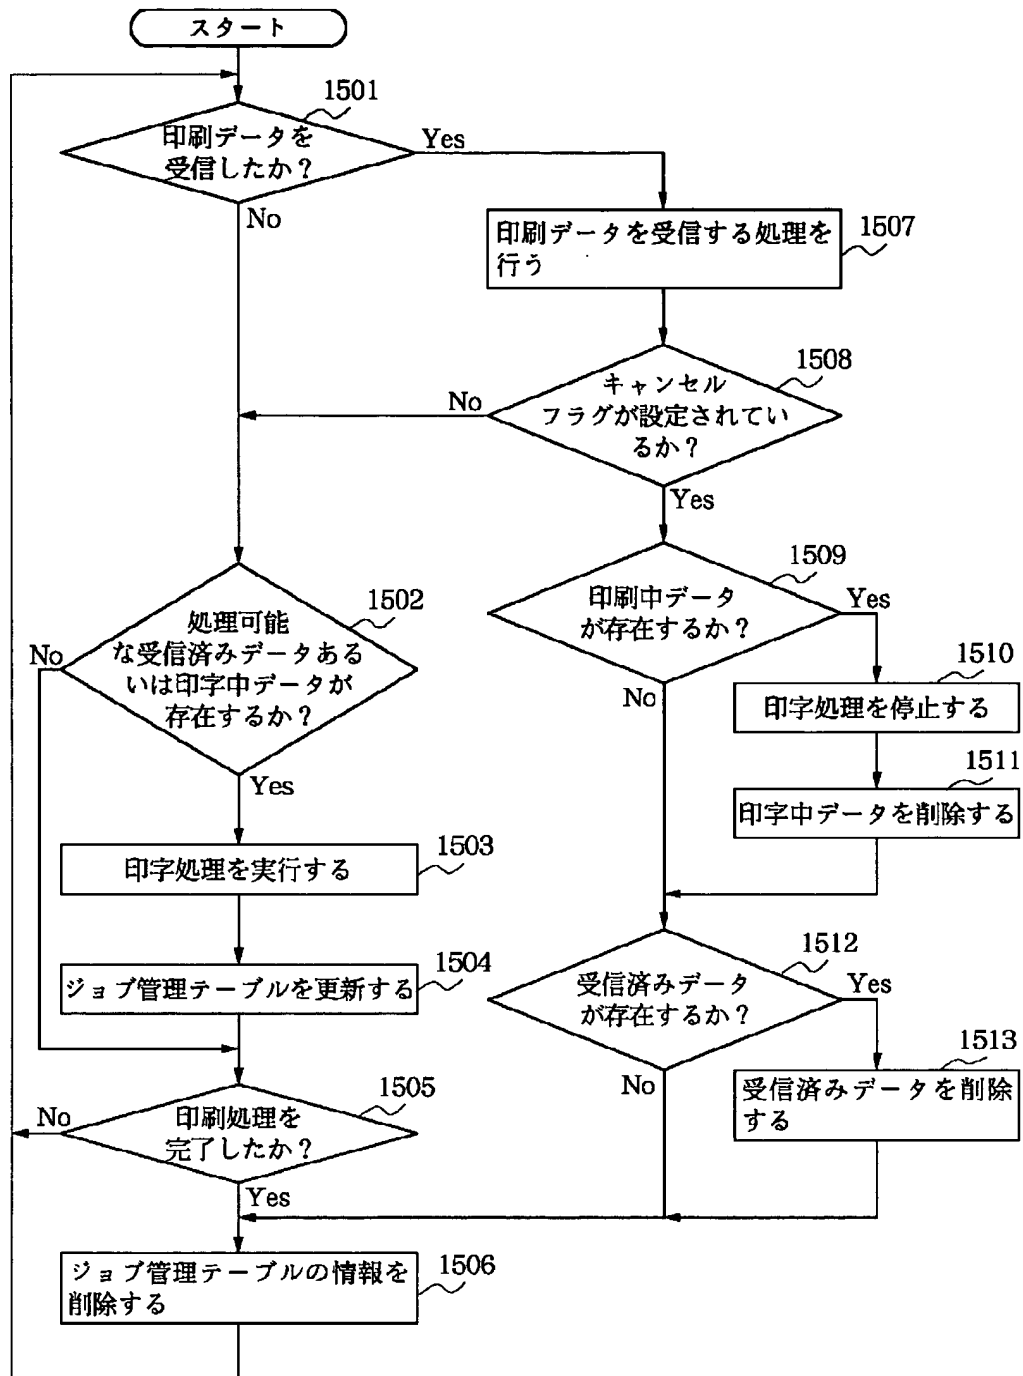 スタート
1501
印刷データを
受信したか？
Yes
No
印刷データを受信する処理を
行う
1507
1508
キャンセル
フラグが設定されてい
るか？
No
Yes
1509
印刷中データ
が存在するか？
Yes
No
1502
処理可能
な受信済みデータある
いは印字中データが
存在するか？
No
Yes
1510
印字処理を停止する
1511
印字中データを削除する
1503
印字処理を実行する
1504
ジョブ管理テーブルを更新する
1512
受信済みデータ
が存在するか？
Yes
No
1513
受信済みデータを削除
する
1505
印刷処理を
完了したか？
No
Yes
ジョブ管理テーブルの情報を
削除する
1506